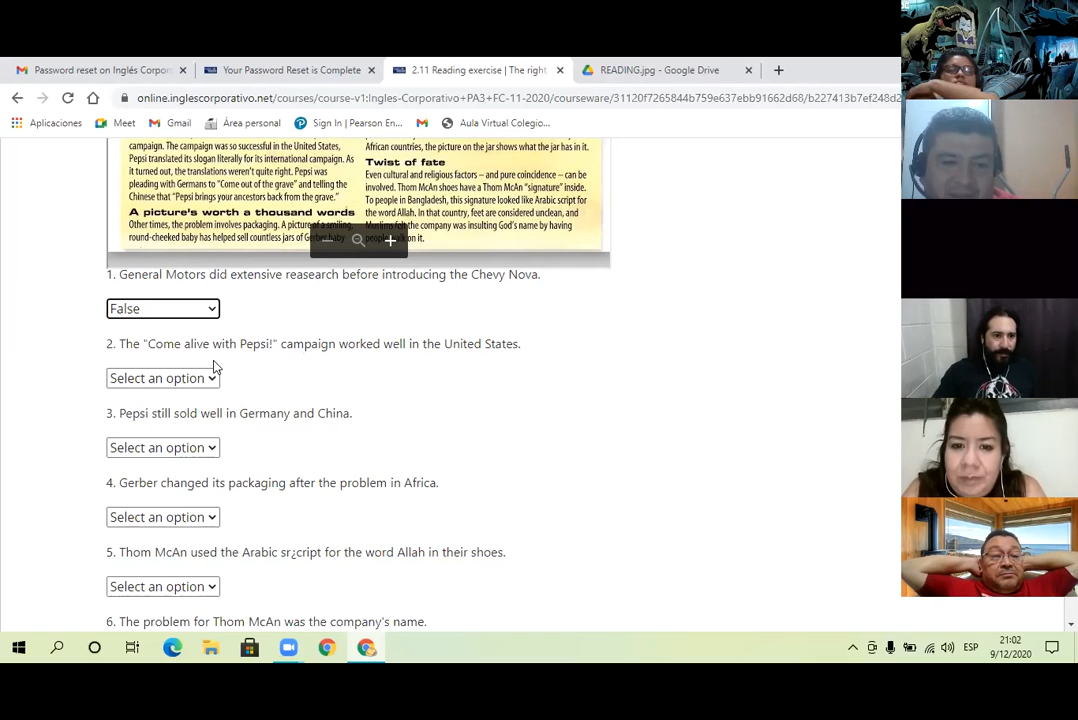 Password reset on Inglés Corpor
Your Password Reset is Complete
2.11 Reading exercise | The right
READING.jpg - Google Drive
online.inglescorporativo.net/courses/course-v1:Ingles-Corporativo+PA3+FC-11-2020/courseware/31120f7265844b759e637ebb91662d68/b227413b7ef248d2
Aplicaciones
Meet
Gmail
Área personal
Sign In | Pearson En...
Aula Virtual Colegio...
campaign. The campaign was so successful in the United States,
Pepsi translated its slogan literally for its international campaign. As
it turned out, the translations weren't quite right. Pepsi was
pleading with Germans to "Come out of the grave" and telling the
Chinese that "Pepsi brings your ancestors back from the grave."
A picture's worth a thousand words
Other times, the problem involves packaging. A picture of a smiling,
round-cheeked baby has helped sell countless jars of Gerber baby
African countries, the picture on the jar shows what the jar has in it.
Twist of fate
Even cultural and religious factors – and pure coincidence – can be
involved. Thom McAn shoes have a Thom McAn "signature" inside.
To people in Bangladesh, this signature looked like Arabic script for
the word Allah. In that country, feet are considered unclean, and
Muslims felt the company was insulting God's name by having
people walk on it.
1. General Motors did extensive reasearch before introducing the Chevy Nova.
False
2. The "Come alive with Pepsi!" campaign worked well in the United States.
Select an option
3. Pepsi still sold well in Germany and China.
Select an option
4. Gerber changed its packaging after the problem in Africa.
Select an option
5. Thom McAn used the Arabic sr¿cript for the word Allah in their shoes.
Select an option
6. The problem for Thom McAn was the company's name.
ESP
21:02
9/12/2020